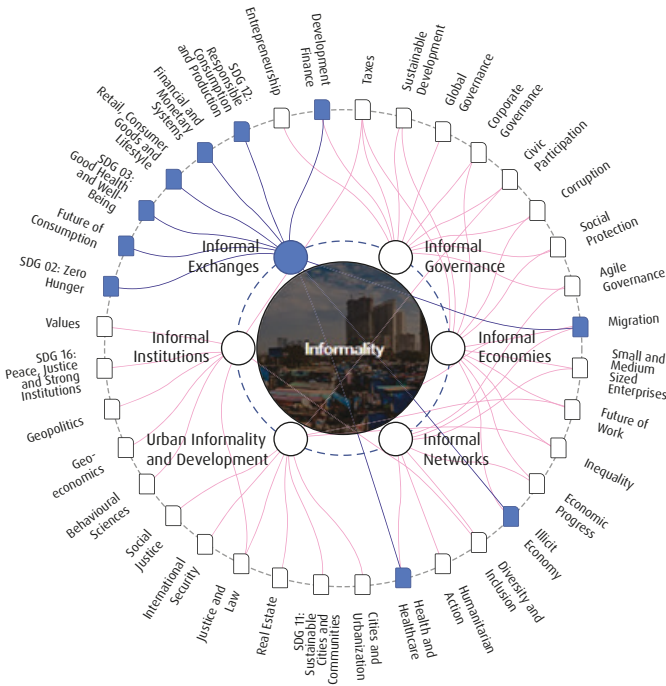 Entrepreneurship
Development
Finance
Taxes
Sustainable
Development
Global
Governance
Corporate
Governance
Civic
Participation
Corruption
Social
Protection
Agile
Governance
Migration
Small and
Medium
Sized
Enterprises
Future of
Work
Inequality
Economic
Progress
Illicit
Economy
Diversity and
Inclusion
Humanitarian
Action
Health and
Healthcare
Cities and
Urbanization
SDG 11:
Sustainable
Cities and
Communities
Real Estate
Justice and
Law
International
Security
Social
Justice
Behavioural
Sciences
Geo-
economics
Geopolitics
SDG 16:
Peace, Justice
and Strong
Institutions
Values
SDG 02: Zero
Hunger
Future of
Consumption
SDG 03:
Good Health
and Well-
Being
Retail, Consumer
Goods and
Lifestyle
Financial and
Monetary
Systems
SDG 12:
Responsible
Consumption
and Production
Informal
Exchanges
Informal
Governance
Informal
Institutions
Informality
Informal
Economies
Urban Informality
and Development
Informal
Networks